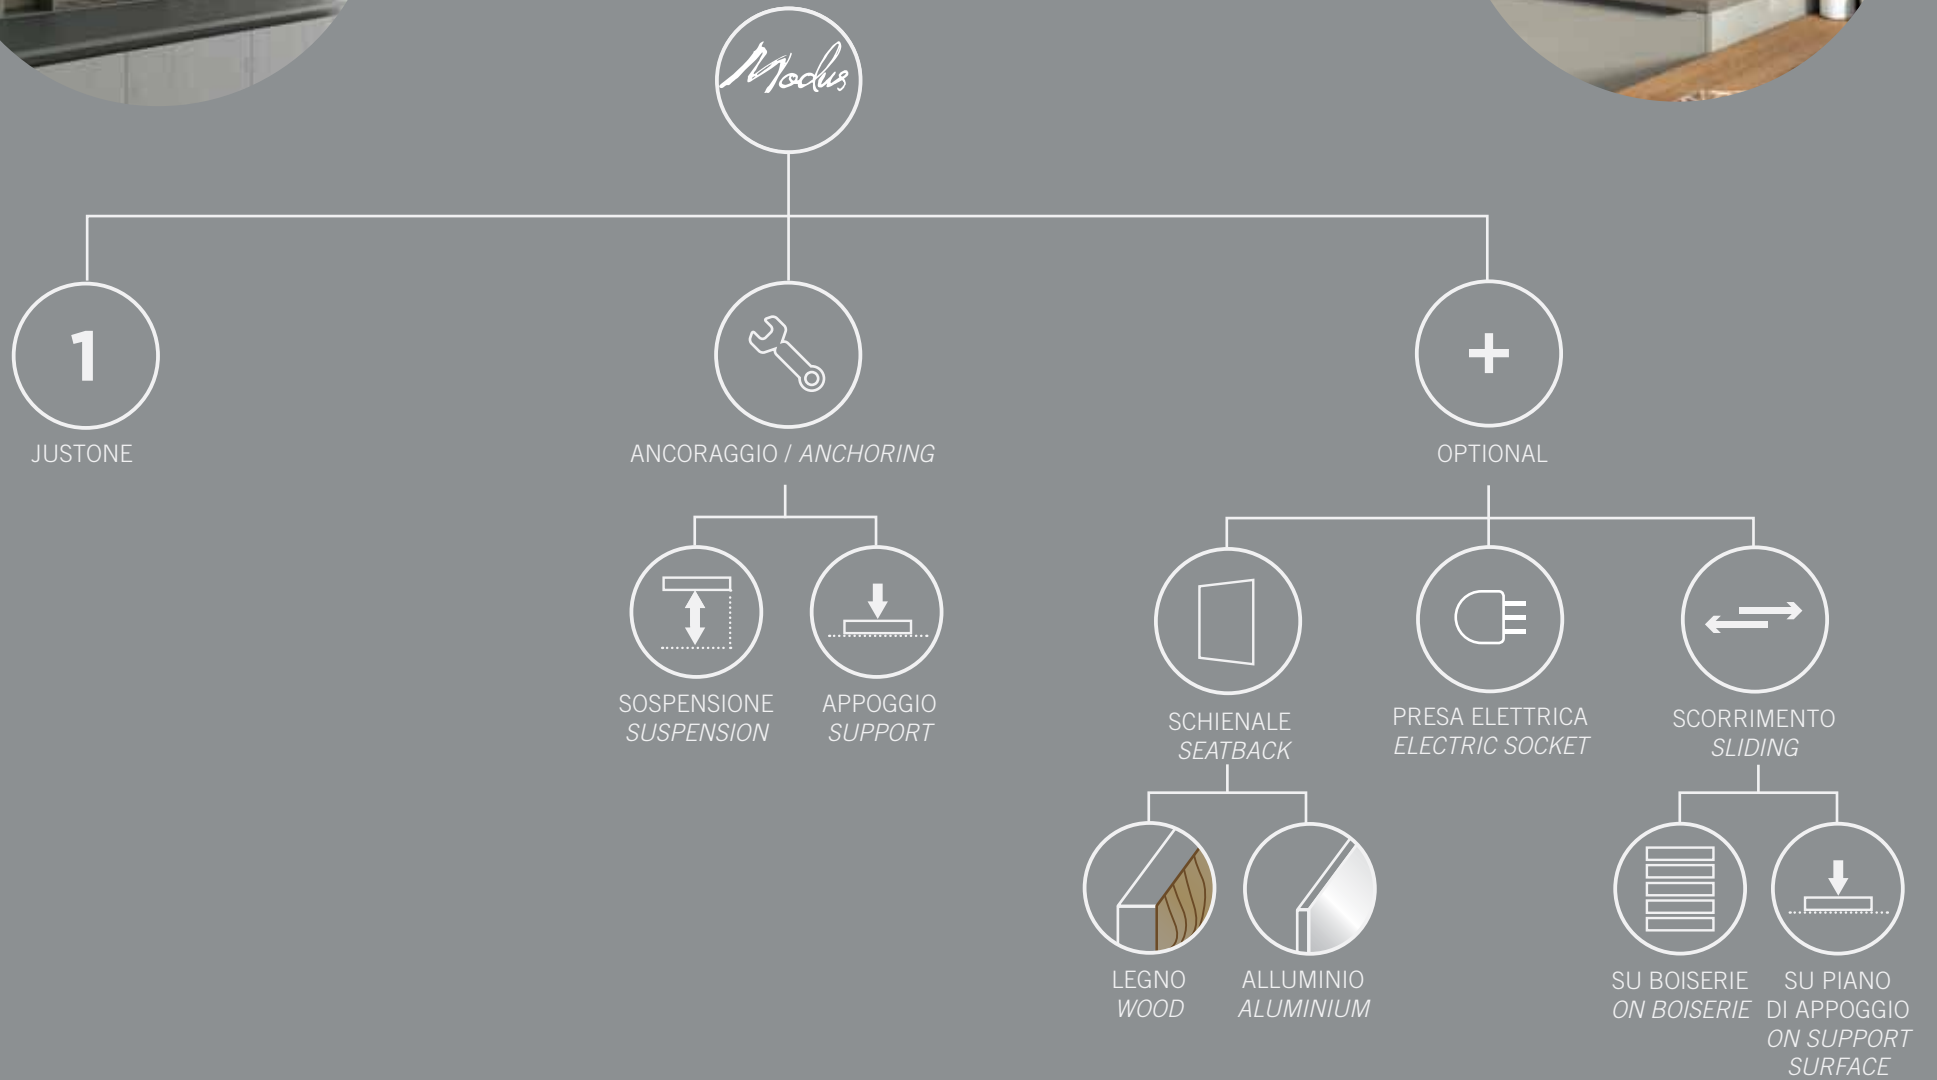 Modus
1
JUSTONE
ANCORAGGIO / ANCHORING
+
OPTIONAL
SOSPENSIONE
SUSPENSION
APPOGGIO
SUPPORT
SCHIENALE
SEATBACK
PRESA ELETTRICA
ELECTRIC SOCKET
SCORRIMENTO
SLIDING
LEGNO
WOOD
ALLUMINIO
ALUMINIUM
SU BOISERIE
ON BOISERIE
SU PIANO
DI APPOGGIO
ON SUPPORT
SURFACE